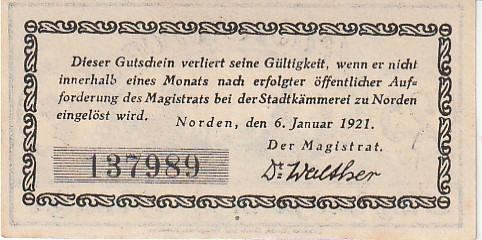 Dieser Gutschein verliert seine Gültigkeit, wenn er nicht
innerhalb eines Monats nach erfolgter öffentlicher Auf=
forderung des Magistrats bei der Stadtkämmerei zu Norden
eingelöst wird.
Norden, den 6. Januar 1921.
Der Magistrat.
137989
Dr. Walther